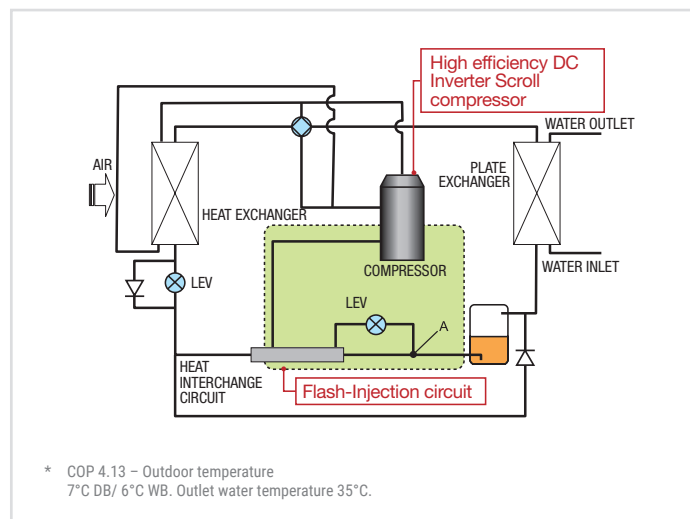 High efficiency DC
Inverter Scroll
compressor
WATER OUTLET
AIR
PLATE
EXCHANGER
HEAT EXCHANGER
COMPRESSOR
WATER INLET
LEV
LEV
A
HEAT
INTERCHANGE
CIRCUIT
Flash-Injection circuit
* COP 4.13 – Outdoor temperature
7°C DB/ 6°C WB. Outlet water temperature 35°C.